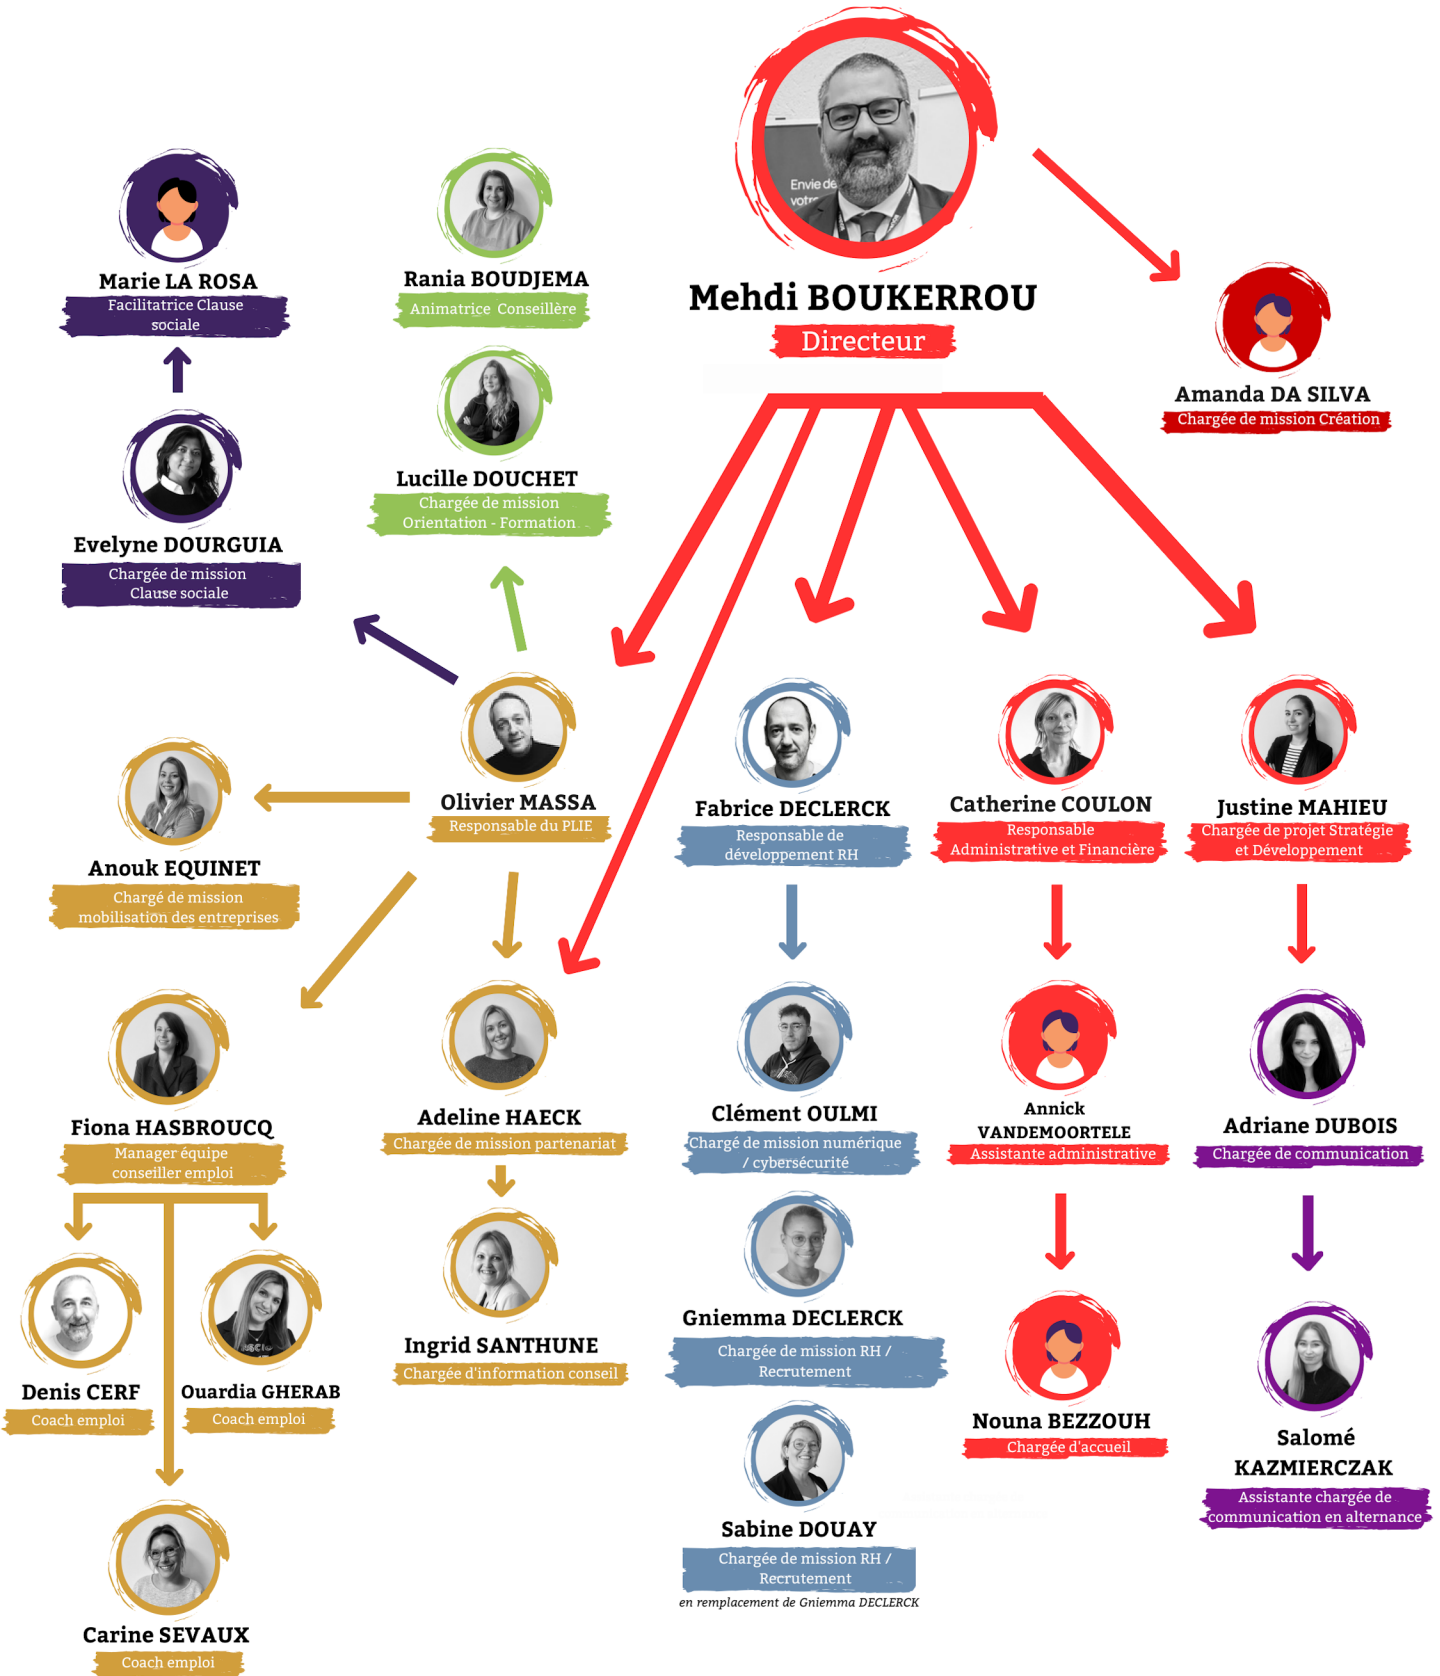 Envie de
votre
Mehdi BOUKERROU
Directeur
Amanda DA SILVA
Chargée de mission Création
Marie LA ROSA
Facilitatrice Clause
sociale
Rania BOUDJEMA
Animatrice Conseillère
Lucille DOUCHET
Chargée de mission
Orientation - Formation
Evelyne DOURGUIA
Chargée de mission
Clause sociale
Olivier MASSA
Responsable du PLIE
Fabrice DECLERCK
Responsable de
développement RH
Catherine COULON
Responsable
Administrative et Financière
Justine MAHIEU
Chargée de projet Stratégie
et Développement
Anouk EQUINET
Chargé de mission
mobilisation des entreprises
Fiona HASBROUCQ
Manager équipe
conseiller emploi
Adeline HAECK
Chargée de mission partenariat
Clément OULMI
Chargé de mission numérique
/ cybersécurité
Annick
VANDEMOORTELE
Assistante administrative
Adriane DUBOIS
Chargée de communication
Denis CERF
Coach emploi
Ouardia GHERAB
Coach emploi
Ingrid SANTHUNE
Chargée d'information conseil
Gniemma DECLERCK
Chargée de mission RH /
Recrutement
Nouna BEZZOUH
Chargée d'accueil
Salomé
KAZMIERCZAK
Assistante chargée de
communication en alternance
Sabine DOUAY
Chargée de mission RH /
Recrutement
en remplacement de Gniemma DECLERCK
Carine SEVAUX
Coach emploi